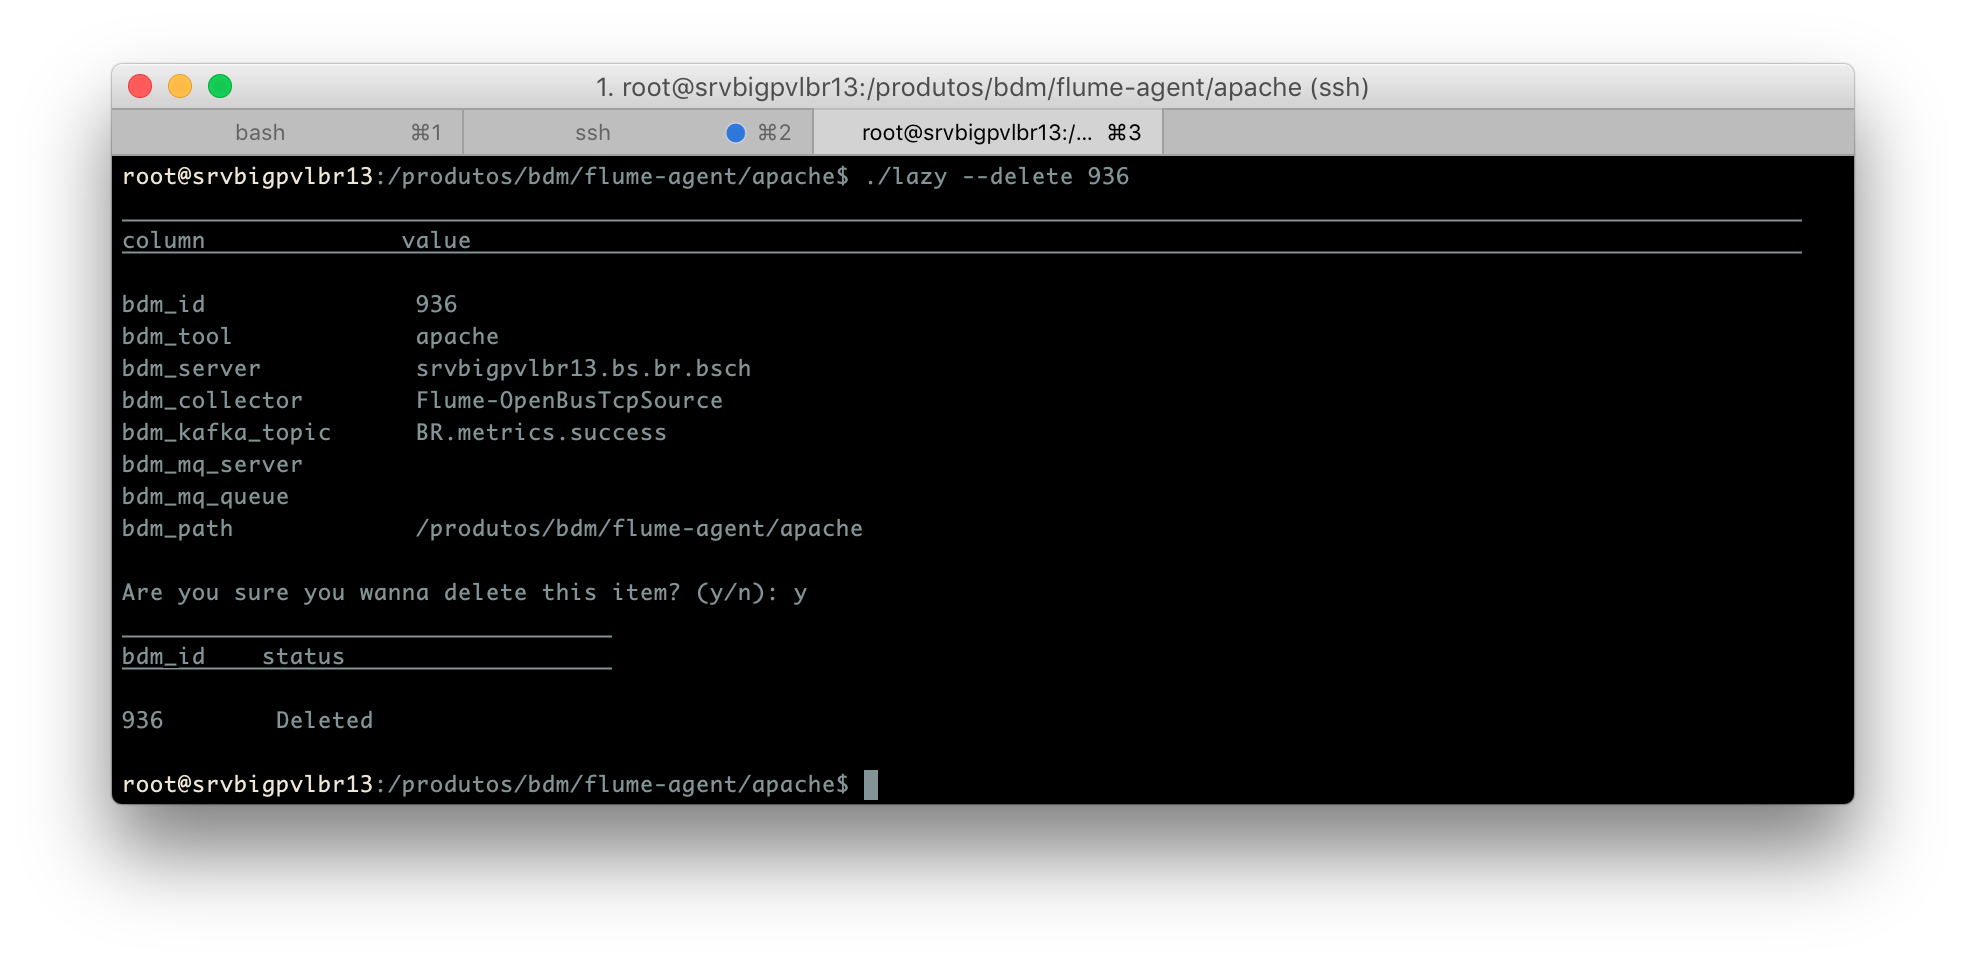 1. root@srvbigpvlbr13:/produtos/bdm/flume-agent/apache (ssh)
bash ⌘1 ssh ⌘2 root@srvbigpvlbr13:/... ⌘3
root@srvbigpvlbr13:/produtos/bdm/flume-agent/apache$ ./lazy --delete 936
column value
bdm_id 936
bdm_tool apache
bdm_server srvbigpvlbr13.bs.br.bsch
bdm_collector Flume-OpenBusTcpSource
bdm_kafka_topic BR.metrics.success
bdm_mq_server
bdm_mq_queue
bdm_path /produtos/bdm/flume-agent/apache
Are you sure you wanna delete this item? (y/n): y
bdm_id status
936 Deleted
root@srvbigpvlbr13:/produtos/bdm/flume-agent/apache$